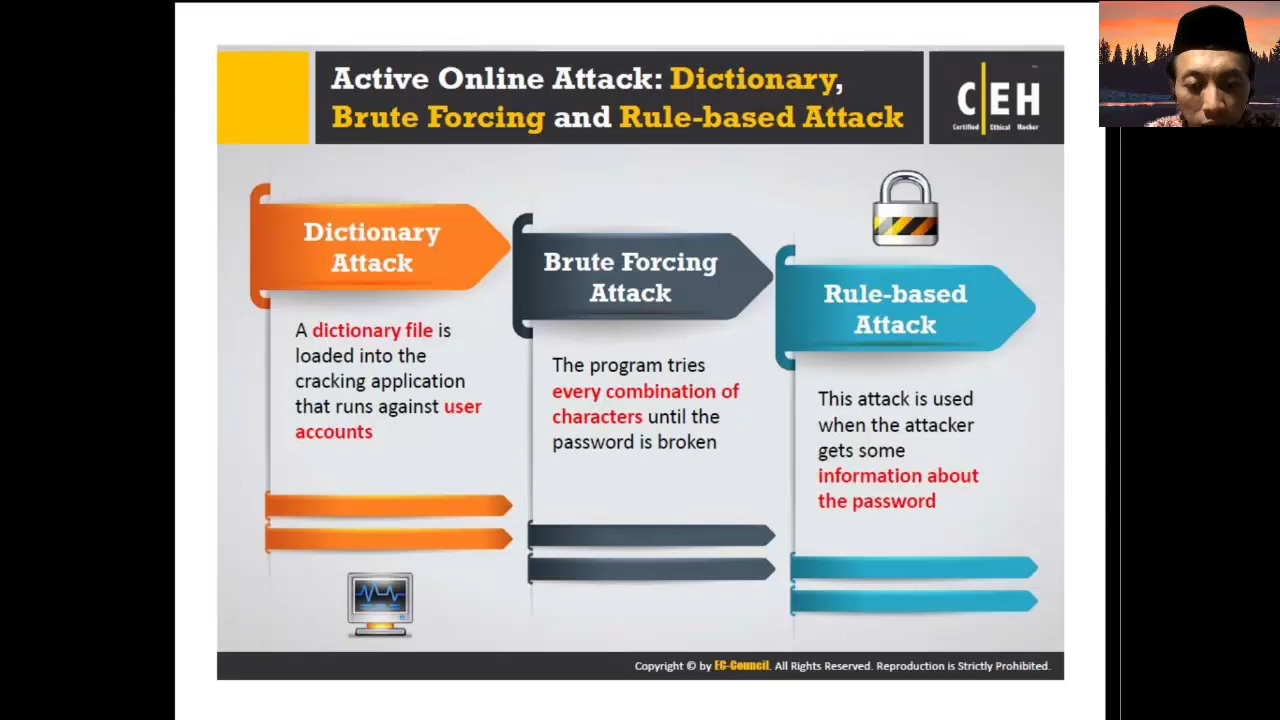 Active Online Attack: Dictionary,
Brute Forcing and Rule-based Attack
C|EH
Certified Ethical Hacker
Dictionary
Attack
A dictionary file is
loaded into the
cracking application
that runs against user
accounts
Brute Forcing
Attack
The program tries
every combination of
characters until the
password is broken
Rule-based
Attack
This attack is used
when the attacker
gets some
information about
the password
Copyright © by EC-Council. All Rights Reserved. Reproduction is Strictly Prohibited.